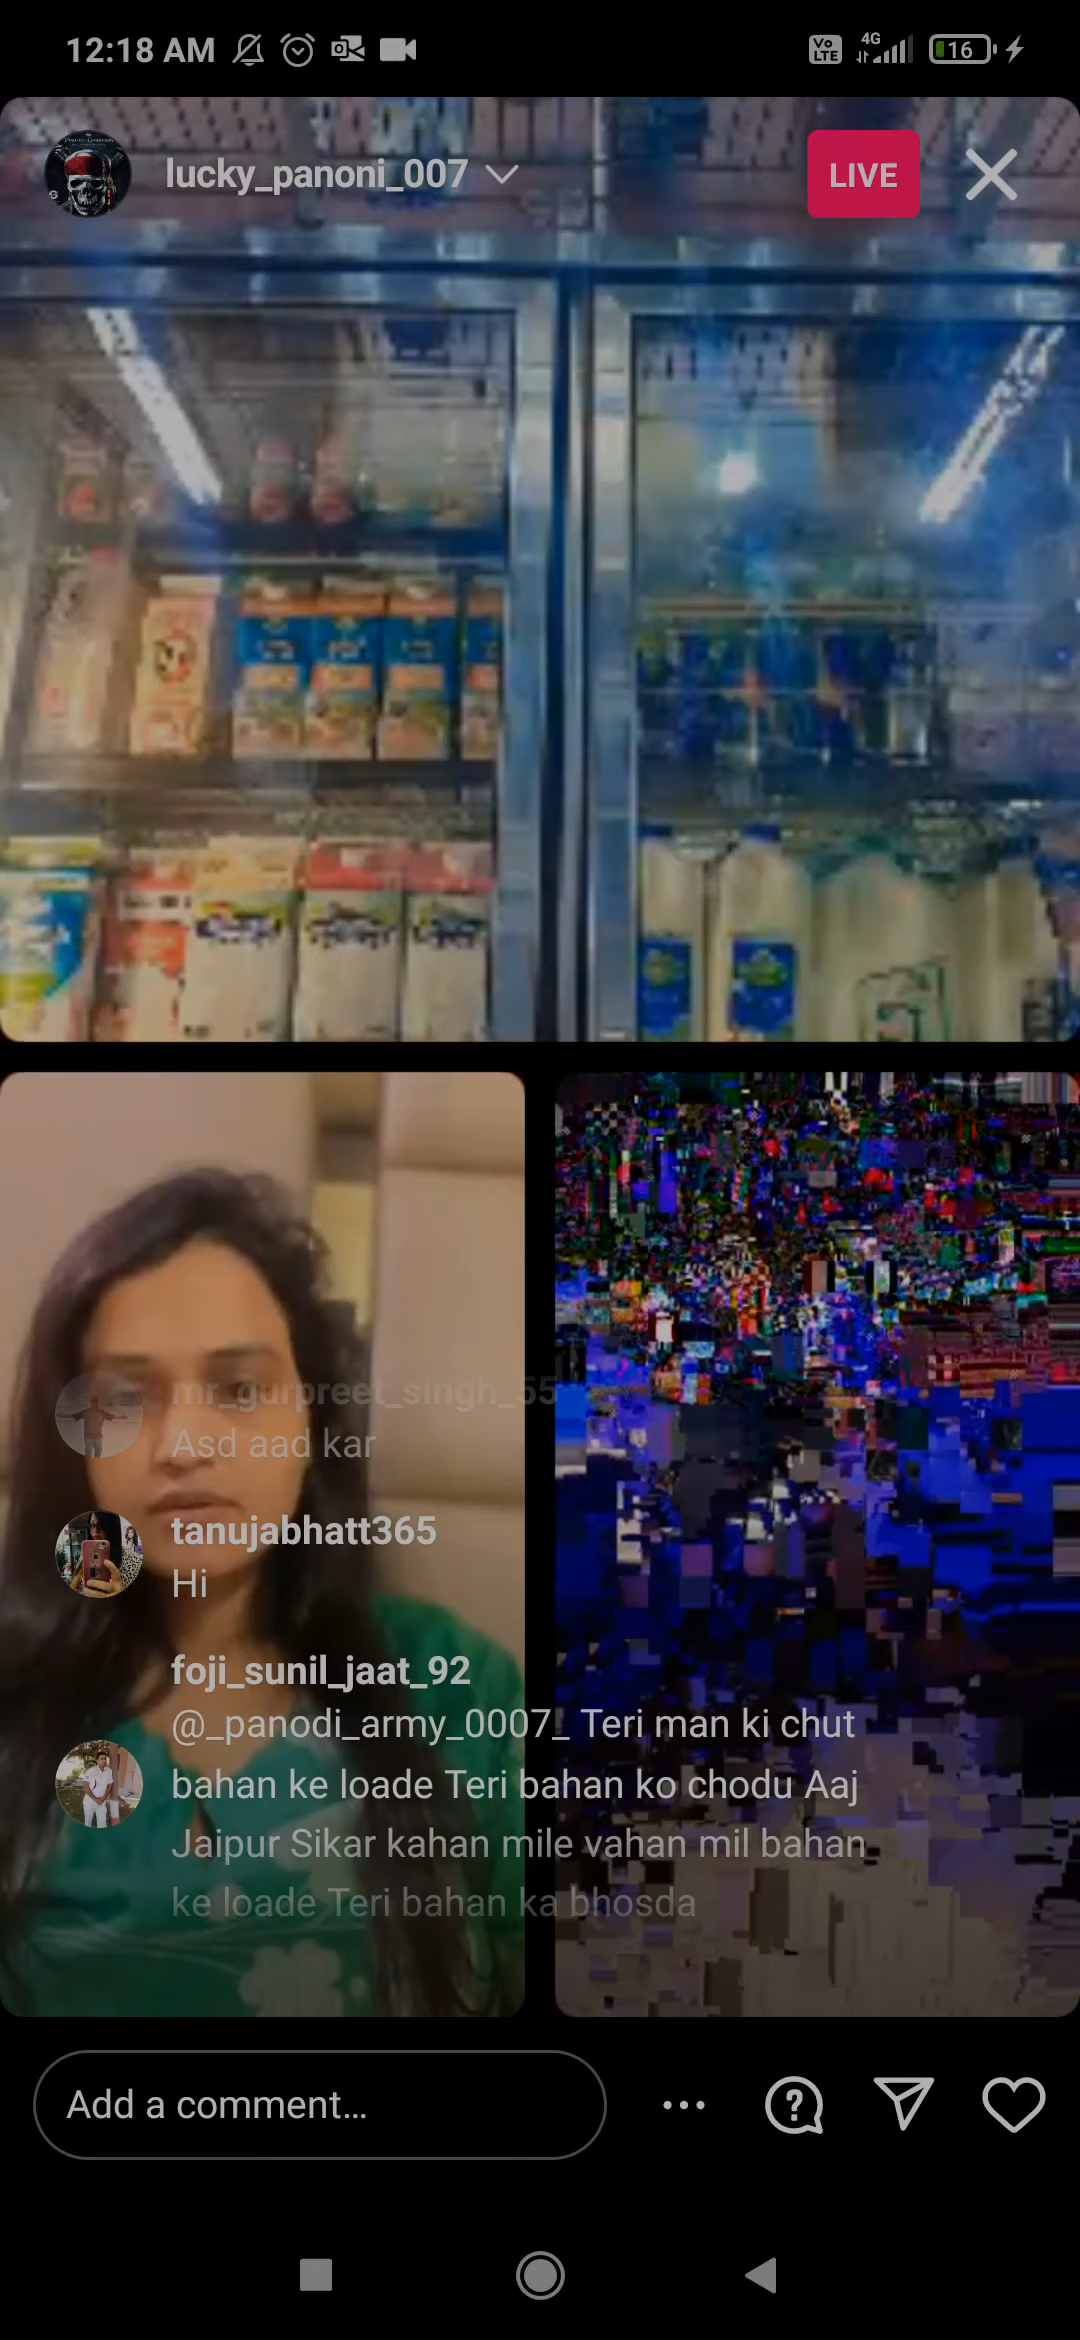 12:18 AM
Vo LTE 4G 16
lucky_panoni_007
LIVE
mr_gurpreet_singh_55
Asd aad kar
tanujabhatt365
Hi
foji_sunil_jaat_92
@_panodi_army_0007_ Teri man ki chut
bahan ke loade Teri bahan ko chodu Aaj
Jaipur Sikar kahan mile vahan mil bahan
ke loade Teri bahan ka bhosda
Add a comment...